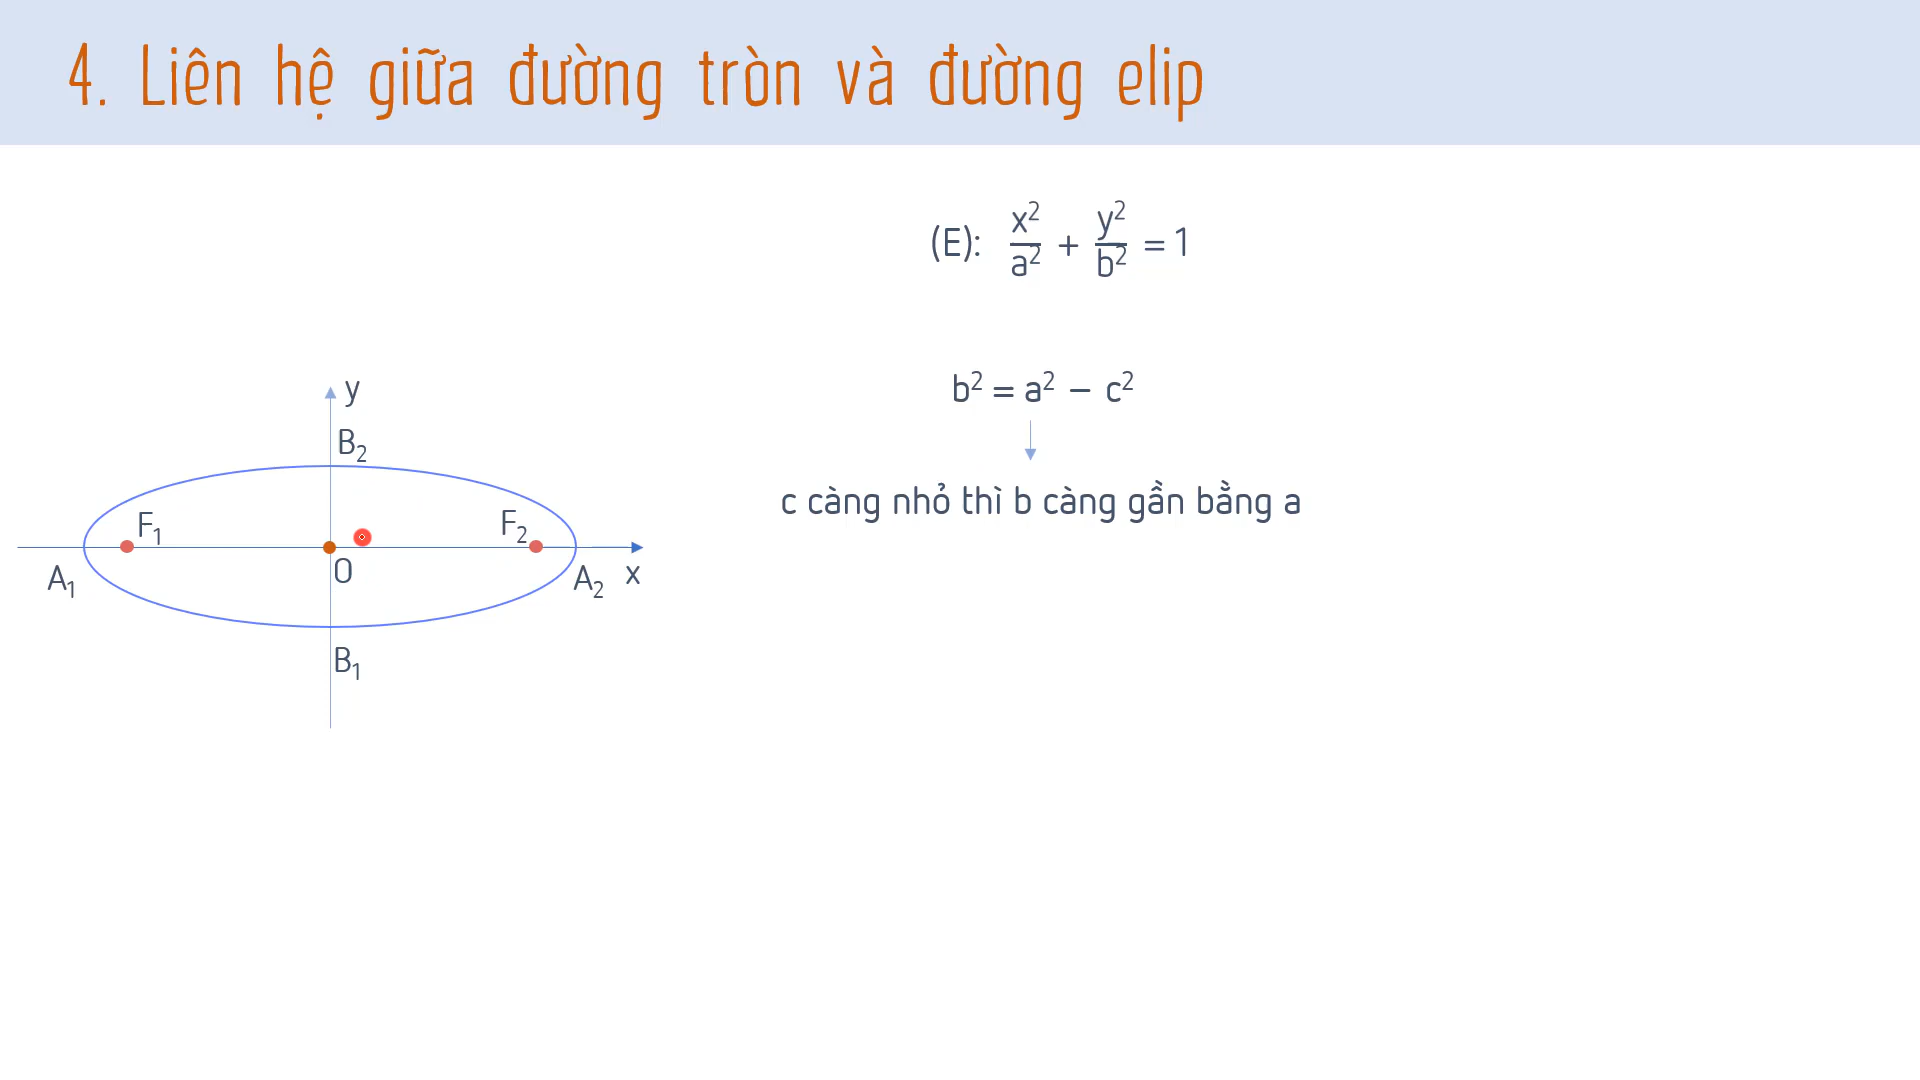 4. Liên hệ giữa đường tròn và đường elip
(E): x²/a² + y²/b² = 1
b² = a² − c²
c càng nhỏ thì b càng gần bằng a
y
B₂
F₁ F₂
A₁ O A₂ x
B₁